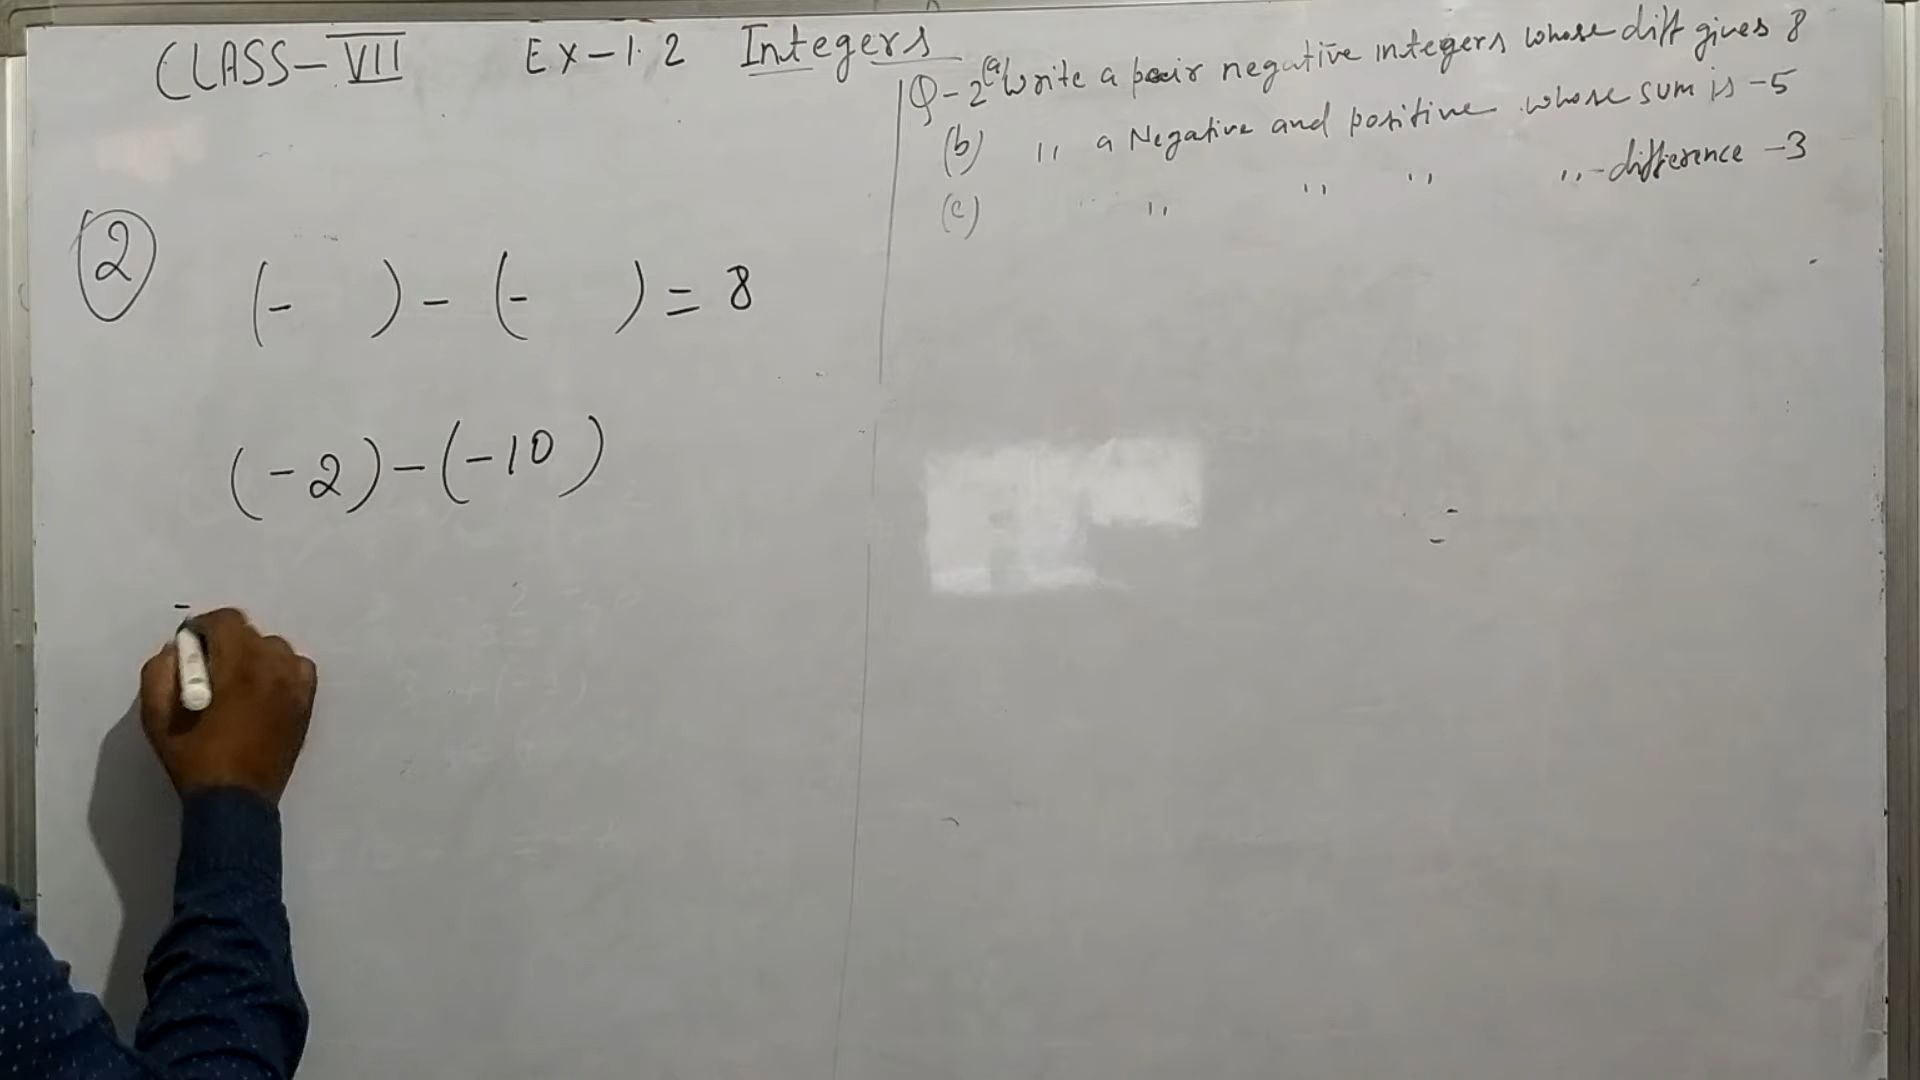 CLASS-VII Ex-1.2 Integers
Q-2 (a) Write a pair negative integers whose diff gives 8
(b) ,, a Negative and positive whose sum is -5
(c) ,, ,, ,, ,, -difference -3
2
(- ) - (- ) = 8
(-2) - (-10)
-